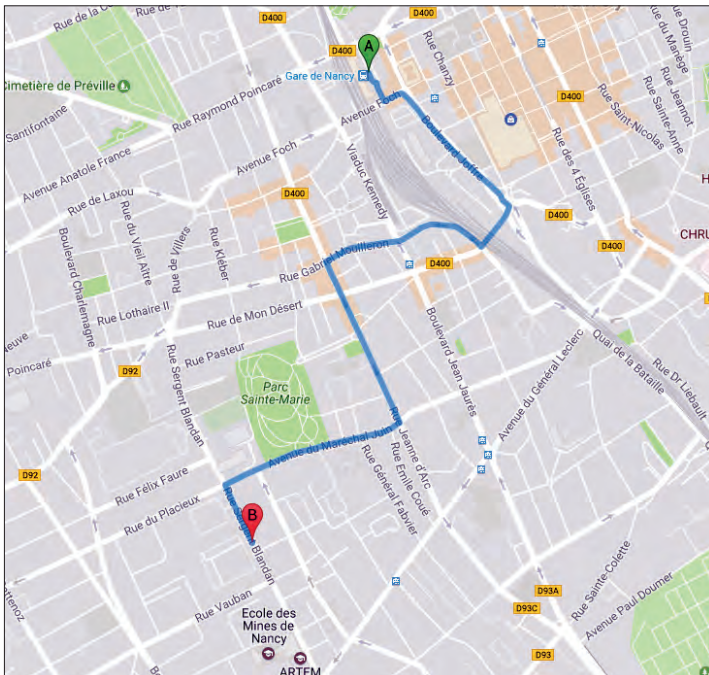 Rue de la Co
D400
D400
D400
Rue Drouin
Rue du Manège
Rue Jeannot
Rue Sainte-Anne
A
Rue Chanzy
Gare de Nancy
Cimetière de Préville
Rue Raymond Poincaré
Avenue Foch
D400
Rue Saint-Nicolas
Santifontaine
Boulevard Joffre
Rue des 4 Églises
Avenue Anatole France
Avenue Foch
Viaduc Kennedy
Rue de Laxou
D400
D400
H
Rue du Vieil Aître
Rue de Villers
Rue Kléber
Boulevard Charlemagne
CHRU
D400
D400
Rue Gabriel Mouilleron
D400
Rue Lothaire II
Rue de Mon Désert
neuve
Boulevard Jean Jaurès
Quai de la Bataille
Poincaré
Rue Pasteur
Avenue du Général Leclerc
Rue Dr Liebault
D92
Rue Sergent Blandan
Parc
Sainte-Marie
Rue Jeanne d'Arc
Avenue du Maréchal Juin
Rue Emile Coué
Rue Général Fabvier
D92
Rue Félix Faure
Rue du Placieux
B
Rue Sergent Blandan
Rue Sainte-Colette
Avenue Paul Doumer
D93A
D93C
Rue Vauban
ottenoz
Ecole des
Mines de
Nancy
D93
ARTEM